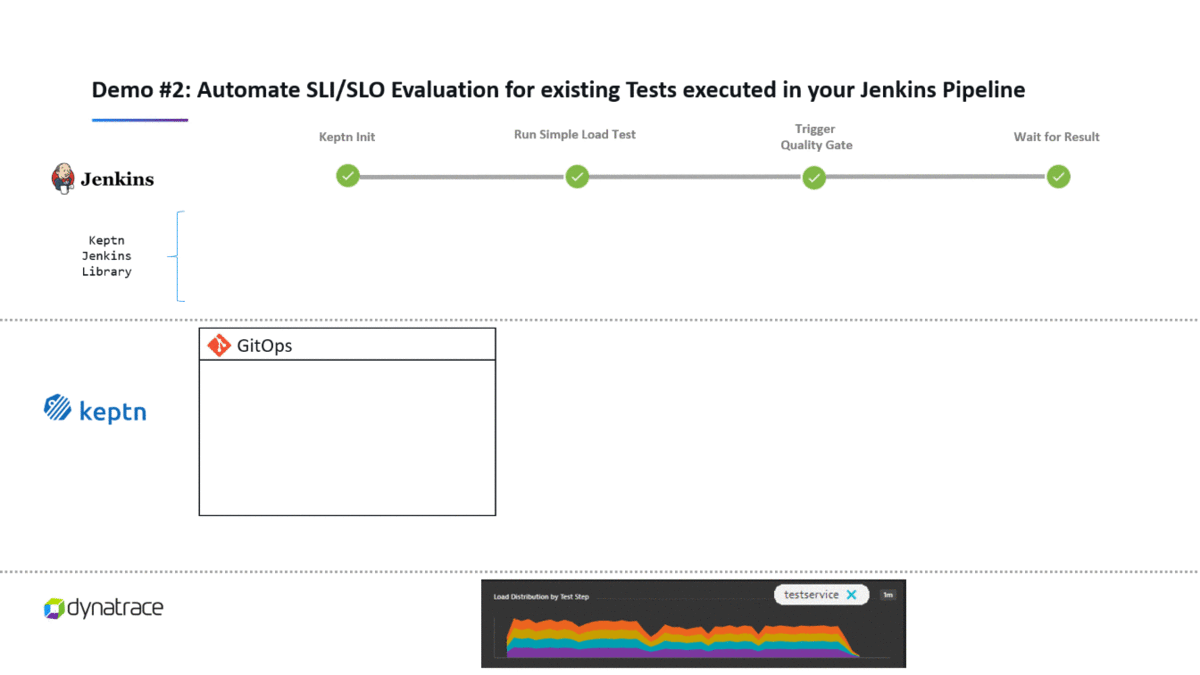 Demo #2: Automate SLI/SLO Evaluation for existing Tests executed in your Jenkins Pipeline
Keptn Init
Run Simple Load Test
Trigger
Quality Gate
Wait for Result
Jenkins
Keptn
Jenkins
Library
GitOps
keptn
dynatrace
Load Distribution by Test Step
testservice
1m